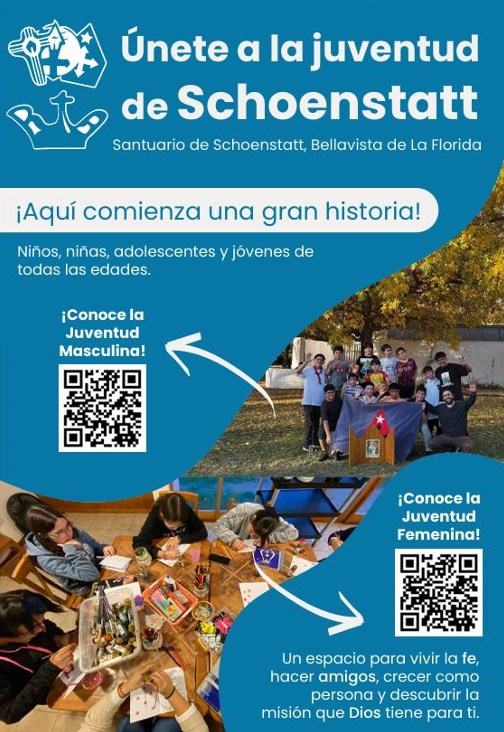 Únete a la juventud
de Schoenstatt
Santuario de Schoenstatt, Bellavista de La Florida
¡Aquí comienza una gran historia!
Niños, niñas, adolescentes y jóvenes de
todas las edades.
¡Conoce la
Juventud
Masculina!
¡Conoce la
Juventud
Femenina!
Un espacio para vivir la fe,
hacer amigos, crecer como
persona y descubrir la
misión que Dios tiene para ti.